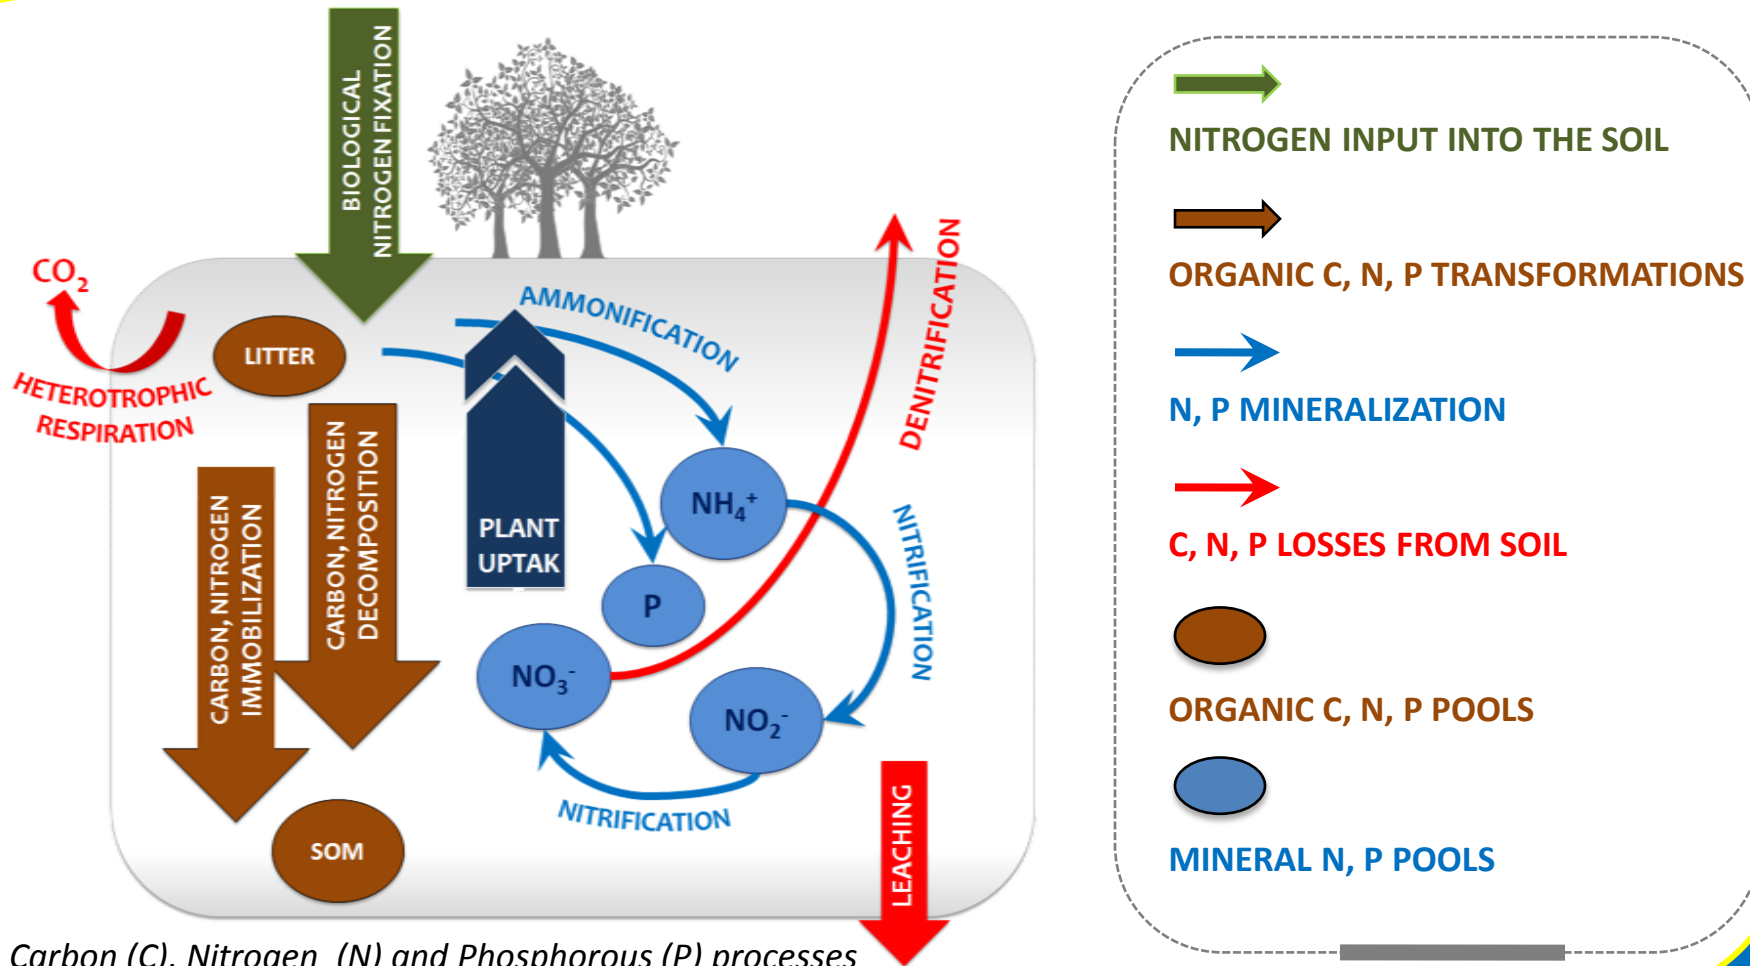 BIOLOGICAL
NITROGEN FIXATION
CO₂
HETEROTROPHIC
RESPIRATION
LITTER
AMMONIFICATION
DENITRIFICATION
CARBON, NITROGEN
IMMOBILIZATION
CARBON, NITROGEN
DECOMPOSITION
PLANT
UPTAK
NH₄⁺
P
NITRIFICATION
NO₃⁻
NO₂⁻
NITRIFICATION
SOM
LEACHING
Carbon (C), Nitrogen (N) and Phosphorous (P) processes
NITROGEN INPUT INTO THE SOIL
ORGANIC C, N, P TRANSFORMATIONS
N, P MINERALIZATION
C, N, P LOSSES FROM SOIL
ORGANIC C, N, P POOLS
MINERAL N, P POOLS